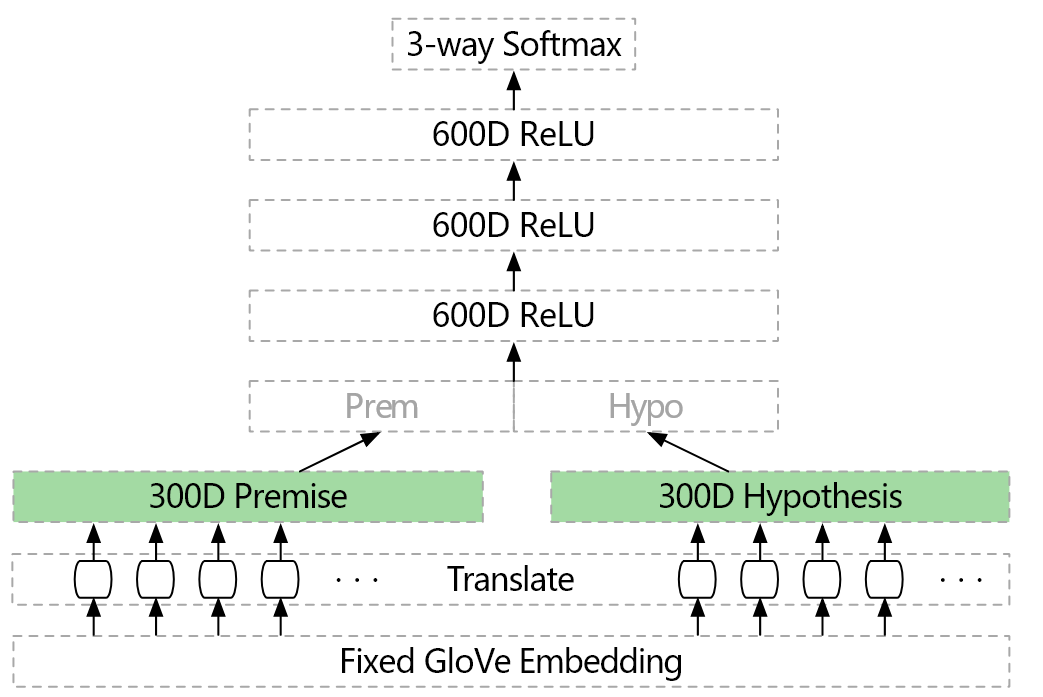 3-way Softmax
600D ReLU
600D ReLU
600D ReLU
Prem Hypo
300D Premise 300D Hypothesis
. . . Translate . . .
Fixed GloVe Embedding